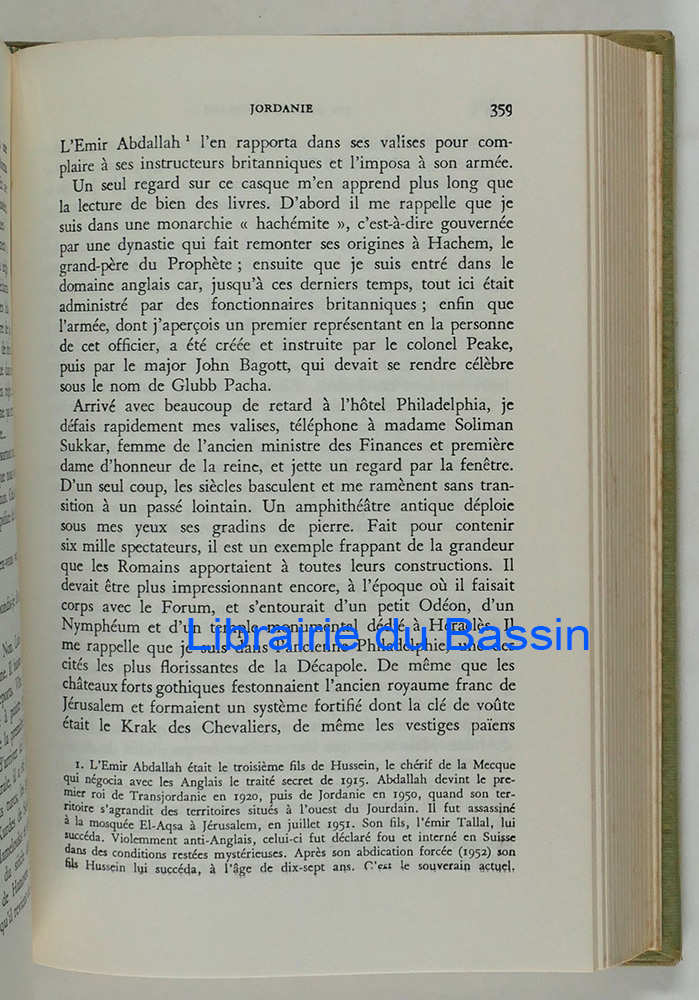 JORDANIE 359
L'Emir Abdallah ¹ l'en rapporta dans ses valises pour com-
plaire à ses instructeurs britanniques et l'imposa à son armée.
Un seul regard sur ce casque m'en apprend plus long que
la lecture de bien des livres. D'abord il me rappelle que je
suis dans une monarchie « hachémite », c'est-à-dire gouvernée
par une dynastie qui fait remonter ses origines à Hachem, le
grand-père du Prophète ; ensuite que je suis entré dans le
domaine anglais car, jusqu'à ces derniers temps, tout ici était
administré par des fonctionnaires britanniques ; enfin que
l'armée, dont j'aperçois un premier représentant en la personne
de cet officier, a été créée et instruite par le colonel Peake,
puis par le major John Bagott, qui devait se rendre célèbre
sous le nom de Glubb Pacha.
Arrivé avec beaucoup de retard à l'hôtel Philadelphia, je
défais rapidement mes valises, téléphone à madame Soliman
Sukkar, femme de l'ancien ministre des Finances et première
dame d'honneur de la reine, et jette un regard par la fenêtre.
D'un seul coup, les siècles basculent et me ramènent sans tran-
sition à un passé lointain. Un amphithéâtre antique déploie
sous mes yeux ses gradins de pierre. Fait pour contenir
six mille spectateurs, il est un exemple frappant de la grandeur
que les Romains apportaient à toutes leurs constructions. Il
devait être plus impressionnant encore, à l'époque où il faisait
corps avec le Forum, et s'entourait d'un petit Odéon, d'un
Nymphéum et d'un temple monumental dédié à Héraclès. Il
Librairie du Bassin
me rappelle que je suis dans l'ancienne Philadelphie, une des
cités les plus florissantes de la Décapole. De même que les
châteaux forts gothiques festonnaient l'ancien royaume franc de
Jérusalem et formaient un système fortifié dont la clé de voûte
était le Krak des Chevaliers, de même les vestiges païens
1. L'Emir Abdallah était le troisième fils de Hussein, le chérif de la Mecque
qui négocia avec les Anglais le traité secret de 1915. Abdallah devint le pre-
mier roi de Transjordanie en 1920, puis de Jordanie en 1950, quand son ter-
ritoire s'agrandit des territoires situés à l'ouest du Jourdain. Il fut assassiné
à la mosquée El-Aqsa à Jérusalem, en juillet 1951. Son fils, l'émir Tallal, lui
succéda. Violemment anti-Anglais, celui-ci fut déclaré fou et interné en Suisse
dans des conditions restées mystérieuses. Après son abdication forcée (1952) son
fils Hussein lui succéda, à l'âge de dix-sept ans. C'est le souverain actuel.